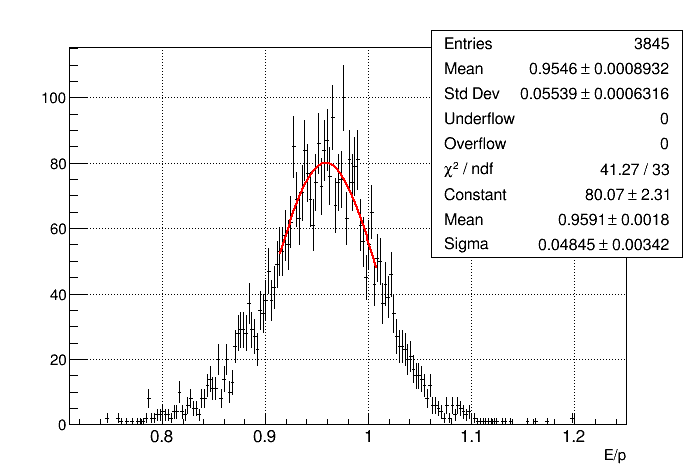 Entries 3845
Mean 0.9546 ± 0.0008932
Std Dev 0.05539 ± 0.0006316
Underflow 0
Overflow 0
χ² / ndf 41.27 / 33
Constant 80.07 ± 2.31
Mean 0.9591 ± 0.0018
Sigma 0.04845 ± 0.00342
100
80
60
40
20
0
0.8 0.9 1 1.1 1.2
E/p